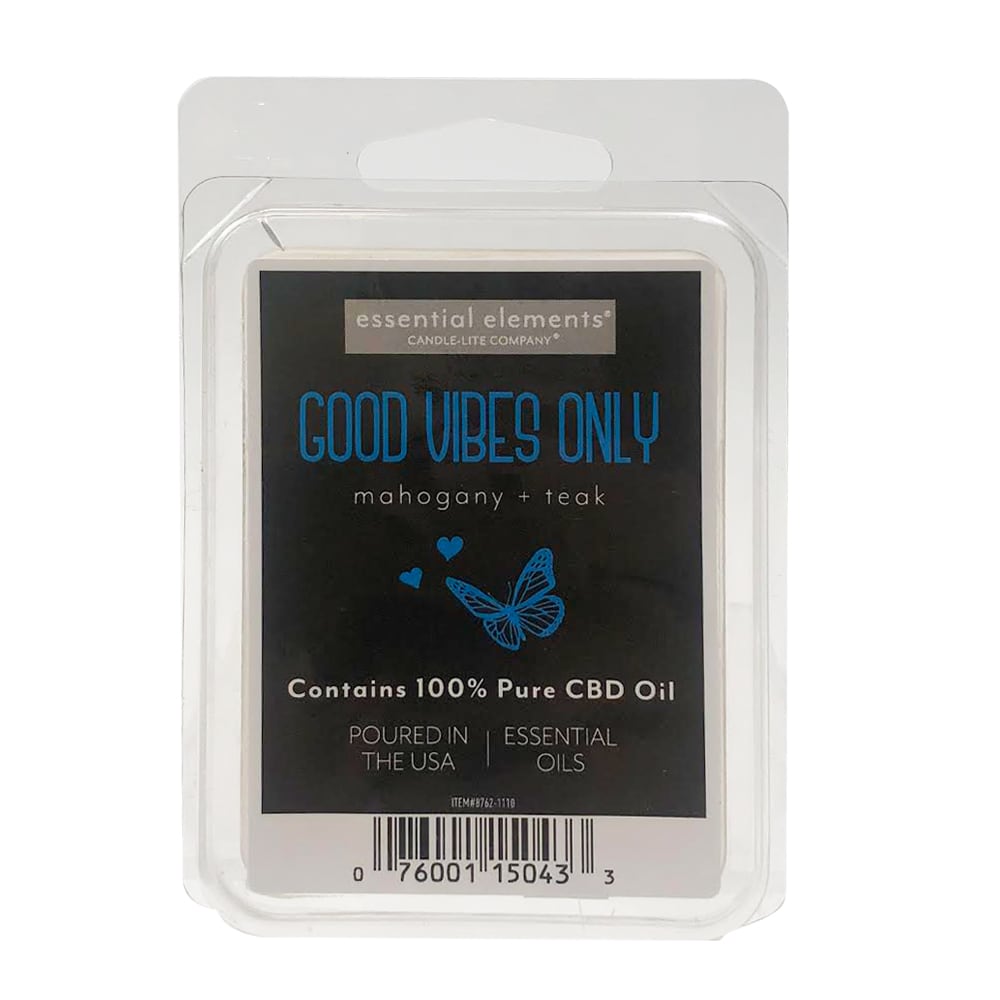 essential elements®
CANDLE-LITE COMPANY®
GOOD VIBES ONLY
mahogany + teak
Contains 100% Pure CBD Oil
POURED IN THE USA | ESSENTIAL OILS
ITEM#8762-1110
0 76001 15043 3